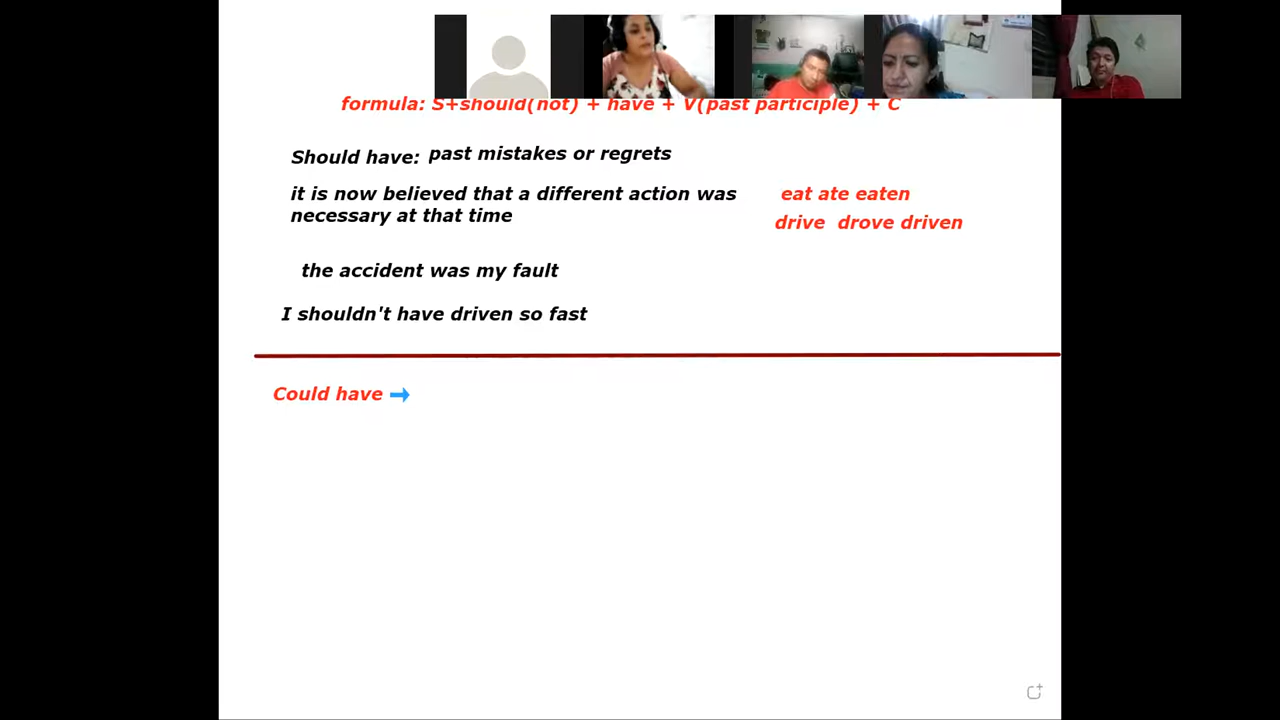 formula: S+should(not) + have + V(past participle) + C
Should have: past mistakes or regrets
it is now believed that a different action was
necessary at that time
eat ate eaten
drive drove driven
the accident was my fault
I shouldn't have driven so fast
Could have